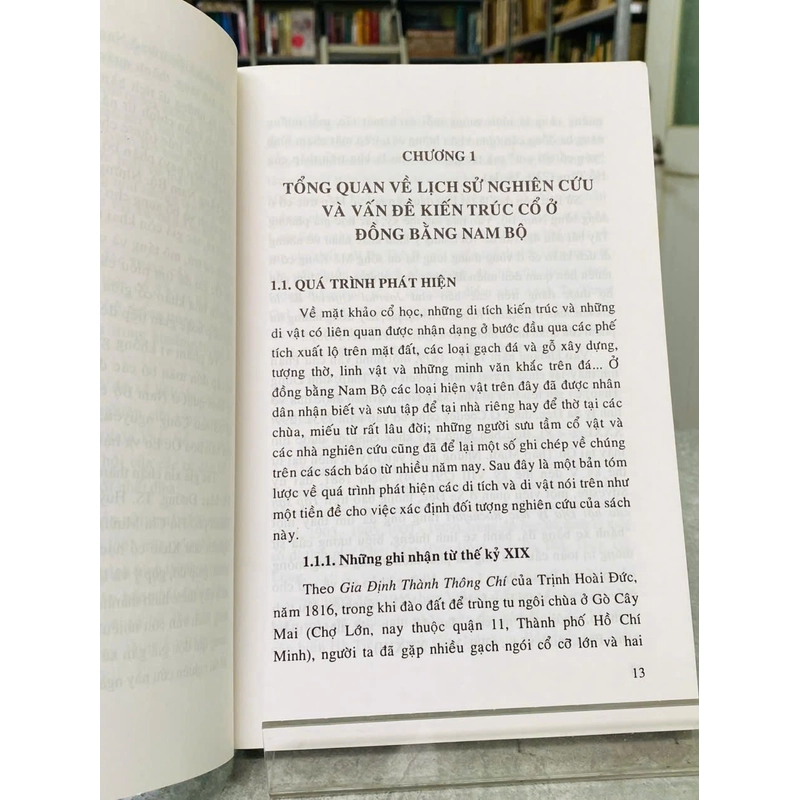 CHƯƠNG 1
TỔNG QUAN VỀ LỊCH SỬ NGHIÊN CỨU
VÀ VẤN ĐỀ KIẾN TRÚC CỔ Ở
ĐỒNG BẰNG NAM BỘ
1.1. QUÁ TRÌNH PHÁT HIỆN
Về mặt khảo cổ học, những di tích kiến trúc và những
di vật có liên quan được nhận dạng ở bước đầu qua các phế
tích xuất lộ trên mặt đất, các loại gạch đá và gỗ xây dựng,
tượng thờ, linh vật và những minh văn khắc trên đá... Ở
đồng bằng Nam Bộ các loại hiện vật trên đây đã được nhân
dân nhận biết và sưu tập để tại nhà riêng hay để thờ tại các
chùa, miếu từ rất lâu đời; những người sưu tầm cổ vật và
các nhà nghiên cứu cũng đã để lại một số ghi chép về chúng
trên các sách báo từ nhiều năm nay. Sau đây là một bản tóm
lược về quá trình phát hiện các di tích và di vật nói trên như
một tiền đề cho việc xác định đối tượng nghiên cứu của sách
này.
1.1.1. Những ghi nhận từ thế kỷ XIX
Theo Gia Định Thành Thông Chí của Trịnh Hoài Đức,
năm 1816, trong khi đào đất để trùng tu ngôi chùa ở Gò Cây
Mai (Chợ Lớn, nay thuộc quận 11, Thành phố Hồ Chí
Minh), người ta đã gặp nhiều gạch ngói cổ cỡ lớn và hai
13